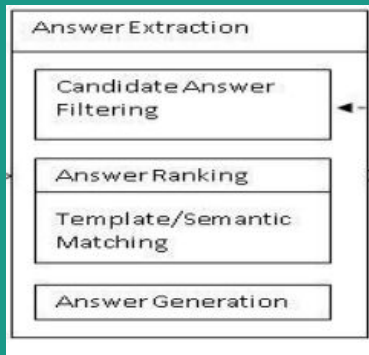 Answer Extraction
Candidate Answer
Filtering
Answer Ranking
Template/Semantic
Matching
Answer Generation